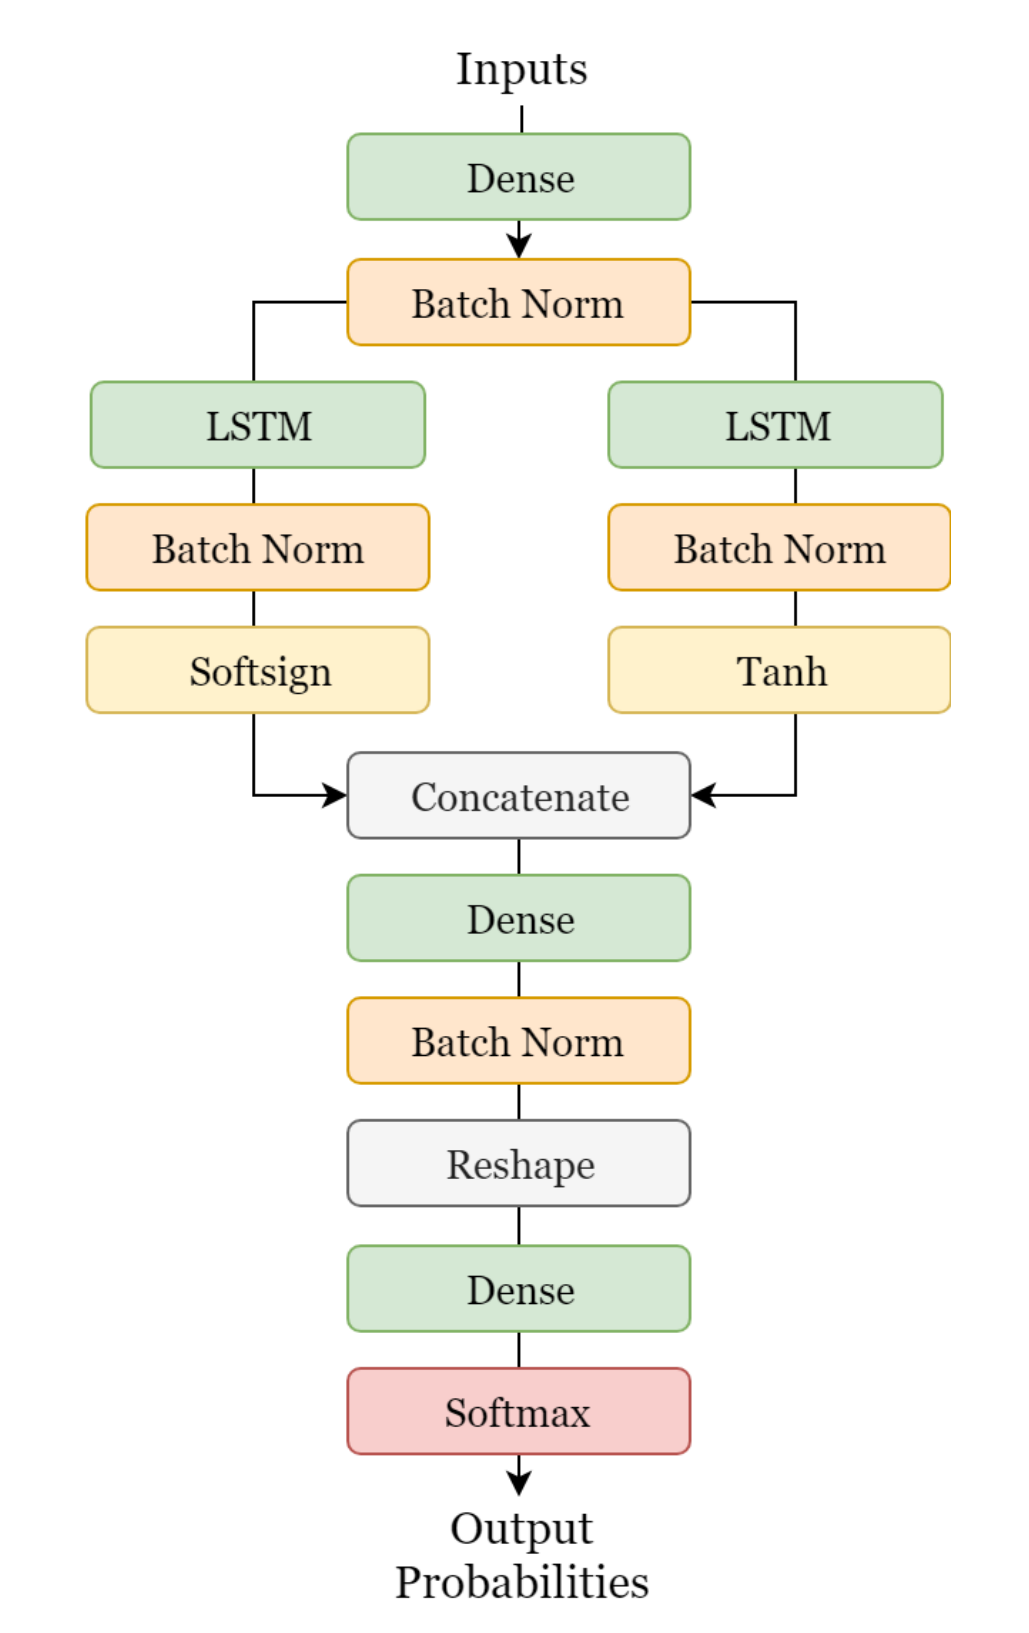 Inputs
Dense
Batch Norm
LSTM
LSTM
Batch Norm
Batch Norm
Softsign
Tanh
Concatenate
Dense
Batch Norm
Reshape
Dense
Softmax
Output
Probabilities